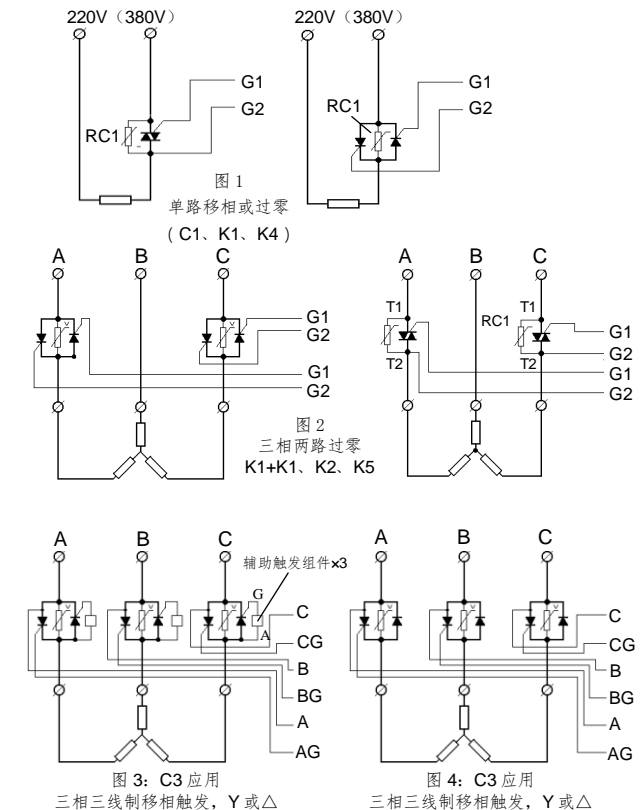 220V（380V）
220V（380V）
G1
G2
RC1
G1
G2
RC1
图 1
单路移相或过零
（ C1、K1、K4 ）
A
B
C
A
B
C
V
V
G1
G2
G1
G2
T1
T2
RC1
T1
T2
G1
G2
G1
G2
图 2
三相两路过零
K1+K1、K2、K5
A
B
C
辅助触发组件×3
V
V
V
G
A
C
CG
B
BG
A
AG
图 3：C3 应用
三相三线制移相触发，Y 或△
A
B
C
V
V
V
C
CG
B
BG
A
AG
图 4：C3 应用
三相三线制移相触发，Y 或△